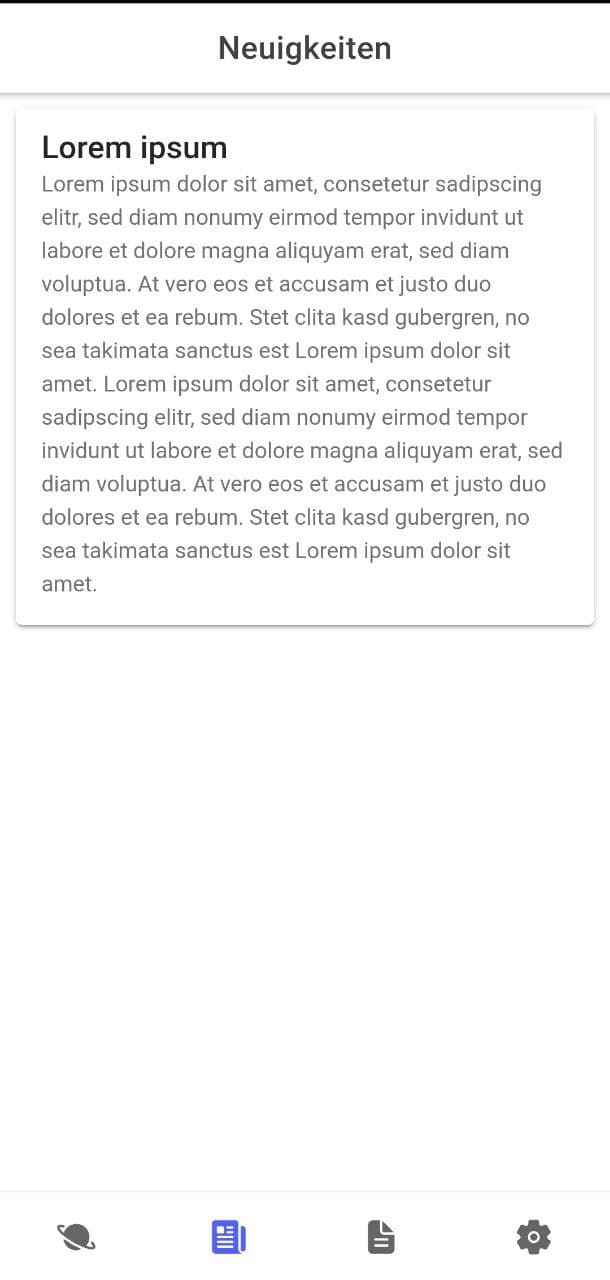 Neuigkeiten
Lorem ipsum
Lorem ipsum dolor sit amet, consetetur sadipscing
elitr, sed diam nonumy eirmod tempor invidunt ut
labore et dolore magna aliquyam erat, sed diam
voluptua. At vero eos et accusam et justo duo
dolores et ea rebum. Stet clita kasd gubergren, no
sea takimata sanctus est Lorem ipsum dolor sit
amet. Lorem ipsum dolor sit amet, consetetur
sadipscing elitr, sed diam nonumy eirmod tempor
invidunt ut labore et dolore magna aliquyam erat, sed
diam voluptua. At vero eos et accusam et justo duo
dolores et ea rebum. Stet clita kasd gubergren, no
sea takimata sanctus est Lorem ipsum dolor sit
amet.